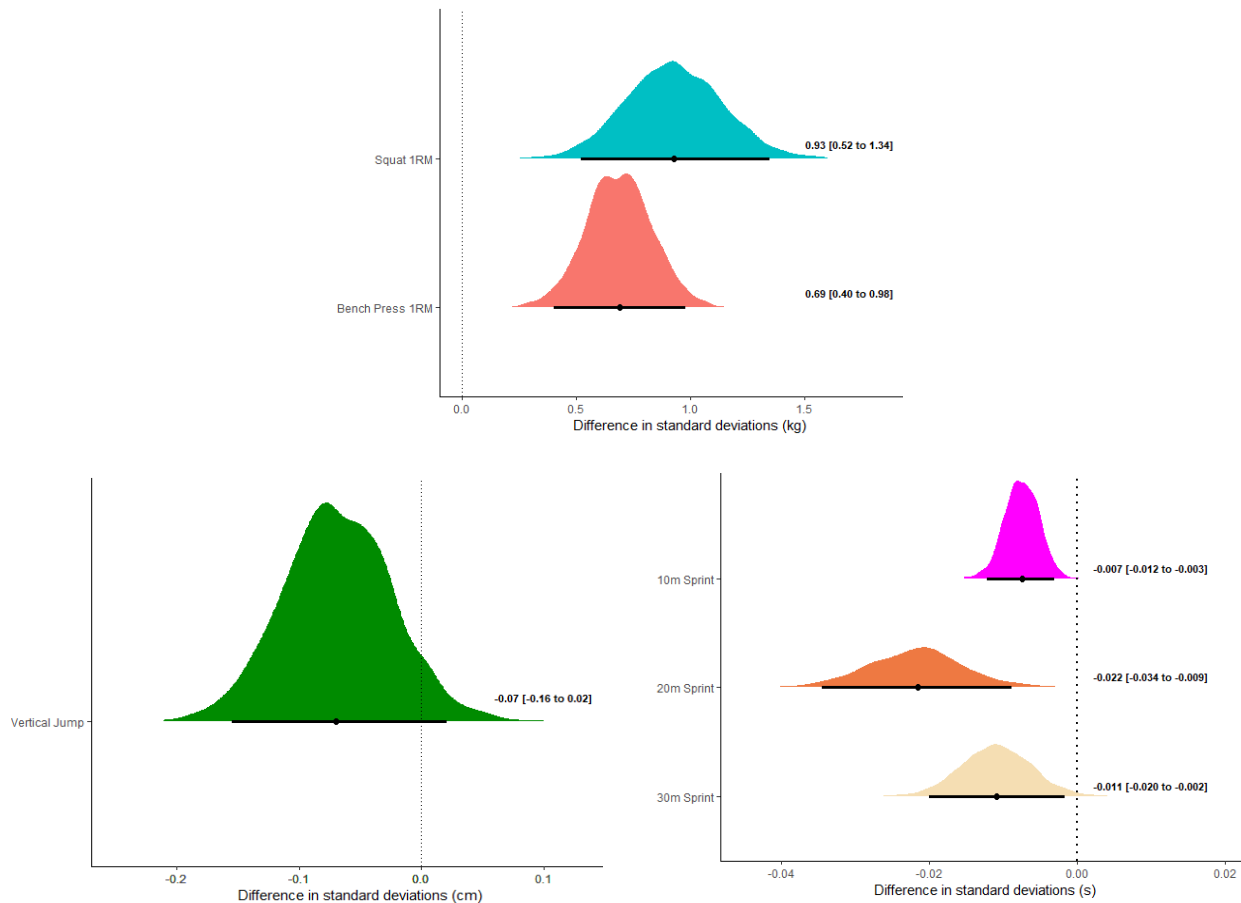 0.93 [0.52 to 1.34]
Squat 1RM
0.69 [0.40 to 0.98]
Bench Press 1RM
0.0 0.5 1.0 1.5
Difference in standard deviations (kg)
-0.07 [-0.16 to 0.02]
Vertical Jump
-0.2 -0.1 0.0 0.1
Difference in standard deviations (cm)
-0.007 [-0.012 to -0.003]
10m Sprint
-0.022 [-0.034 to -0.009]
20m Sprint
-0.011 [-0.020 to -0.002]
30m Sprint
-0.04 -0.02 0.00 0.02
Difference in standard deviations (s)